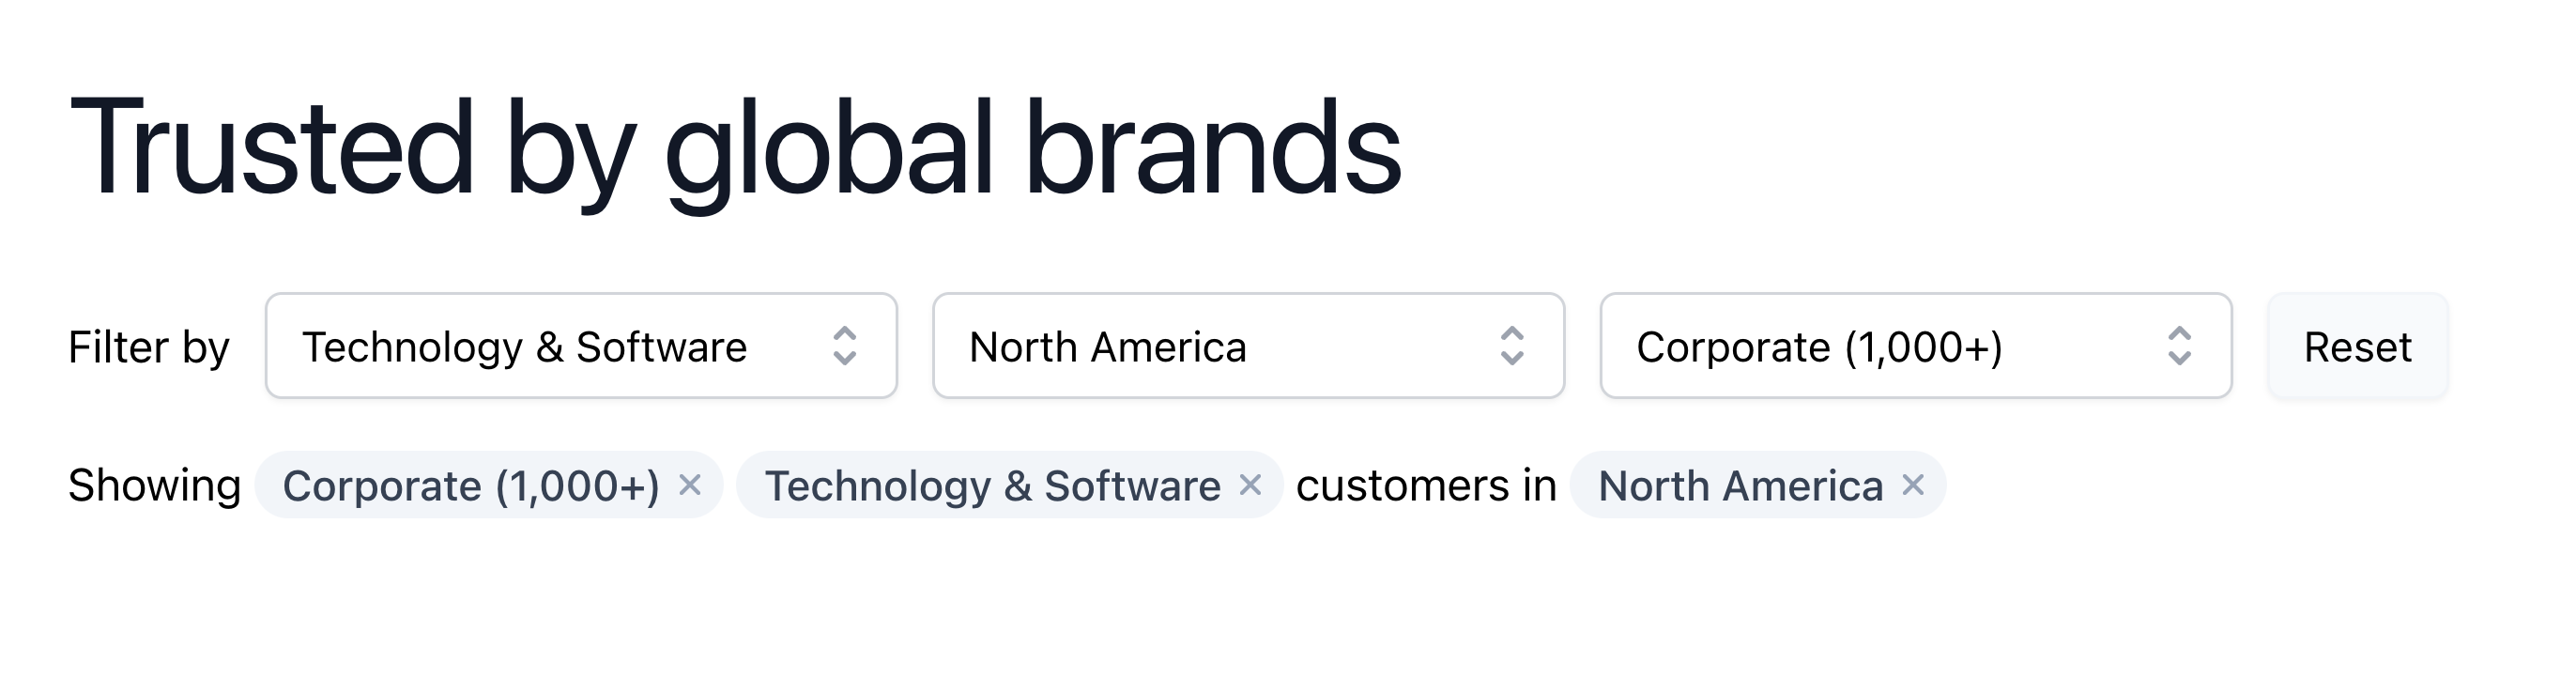 Trusted by global brands
Filter by Technology & Software North America Corporate (1,000+) Reset
Showing Corporate (1,000+) × Technology & Software × customers in North America ×